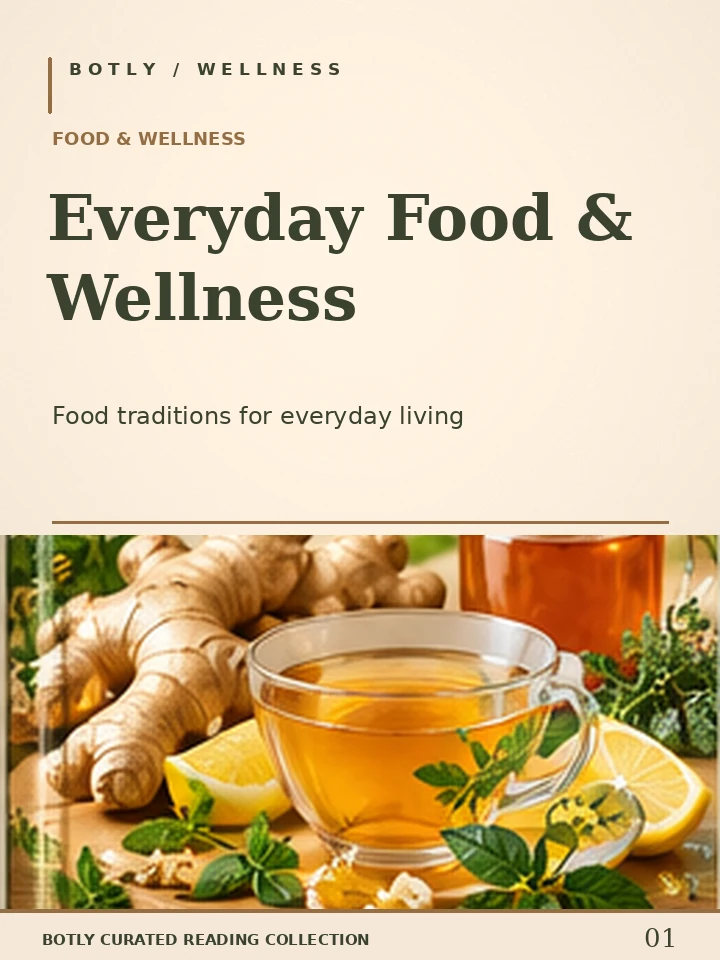 BOTLY / WELLNESS
FOOD & WELLNESS
Everyday Food &
Wellness
Food traditions for everyday living
BOTLY CURATED READING COLLECTION
01